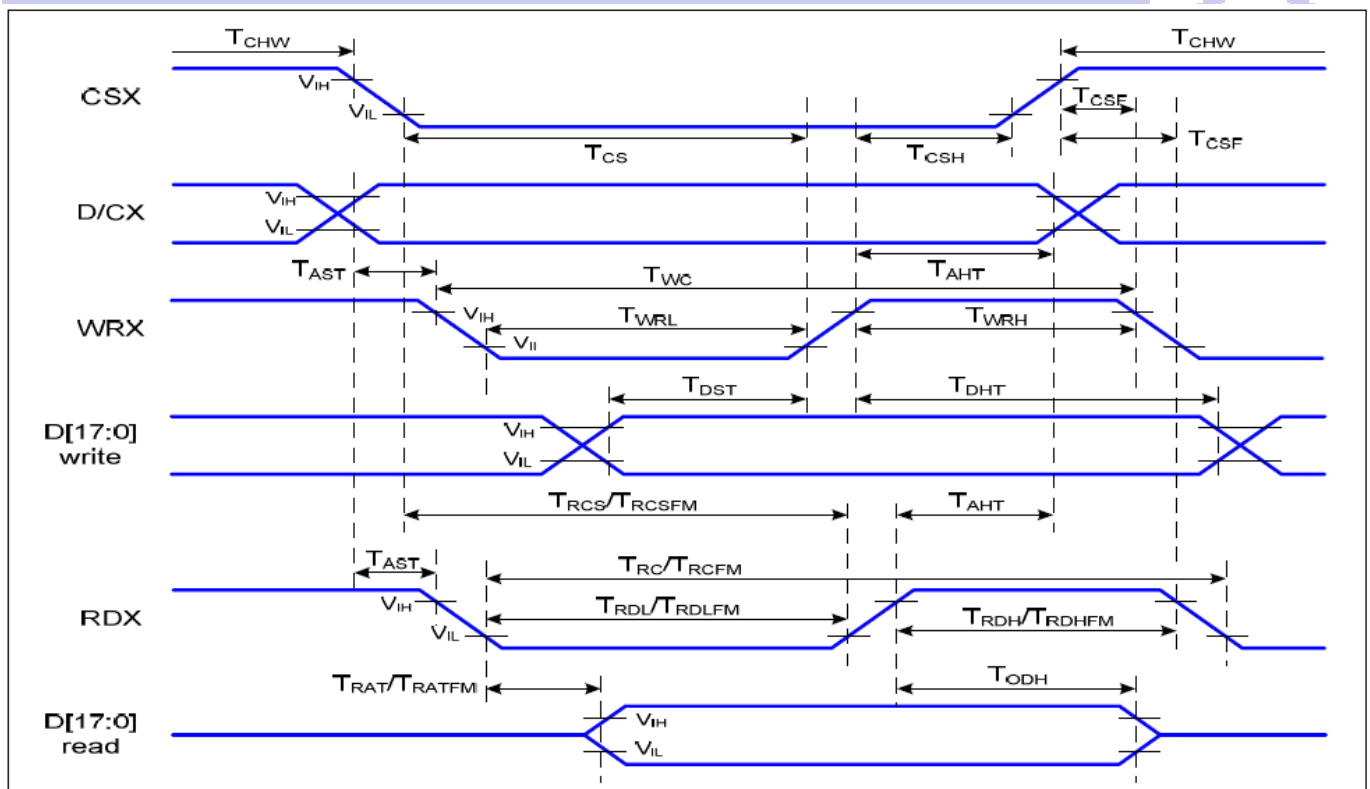 TCHW TCHW
VIH
CSX
VIL
TCSF
TCS TCSH TCSF
VIH
D/CX
VIL
TAST TWC TAHT
WRX VIH TWRL TWRH
VIL
TDST TDHT
D[17:0] VIH
write VIL
TRCS/TRCSFM TAHT
TAST TRC/TRCFM
VIH TRDL/TRDLFM
RDX TRDH/TRDHFM
VIL
TRAT/TRATFM TODH
D[17:0] VIH
read VIL